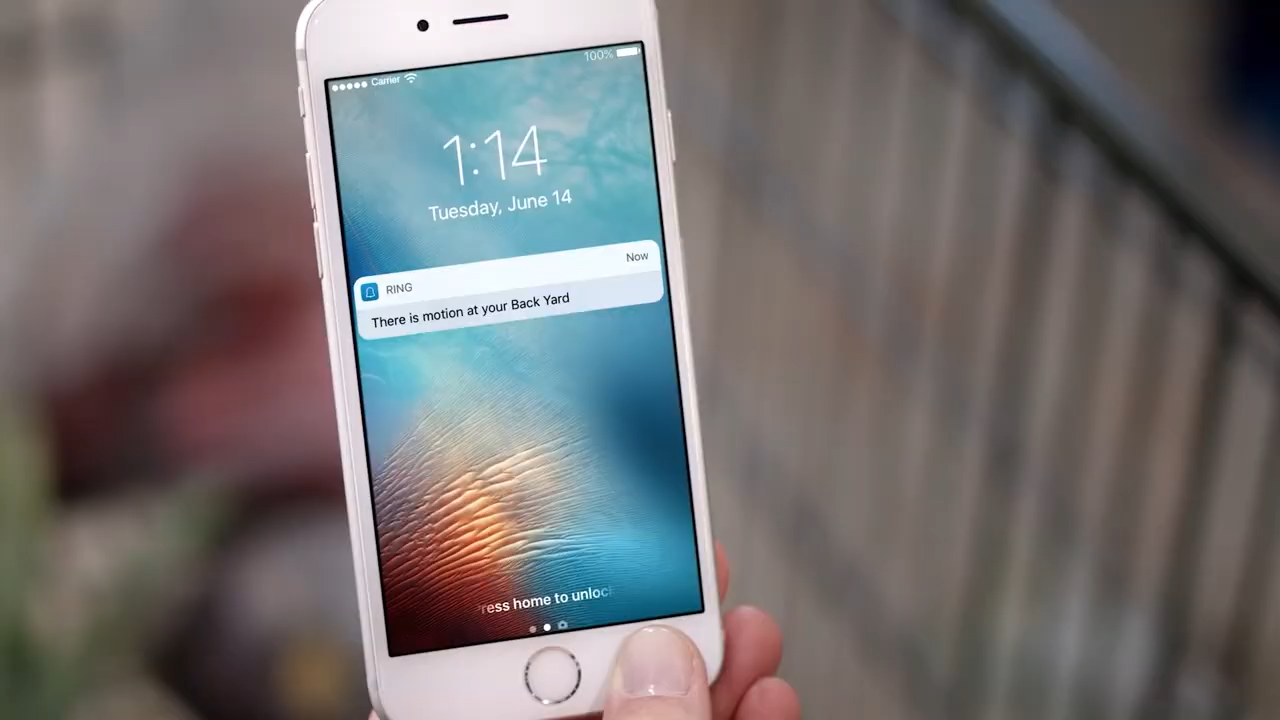 Carrier 100%
1:14
Tuesday, June 14
RING Now
There is motion at your Back Yard
ress home to unloc